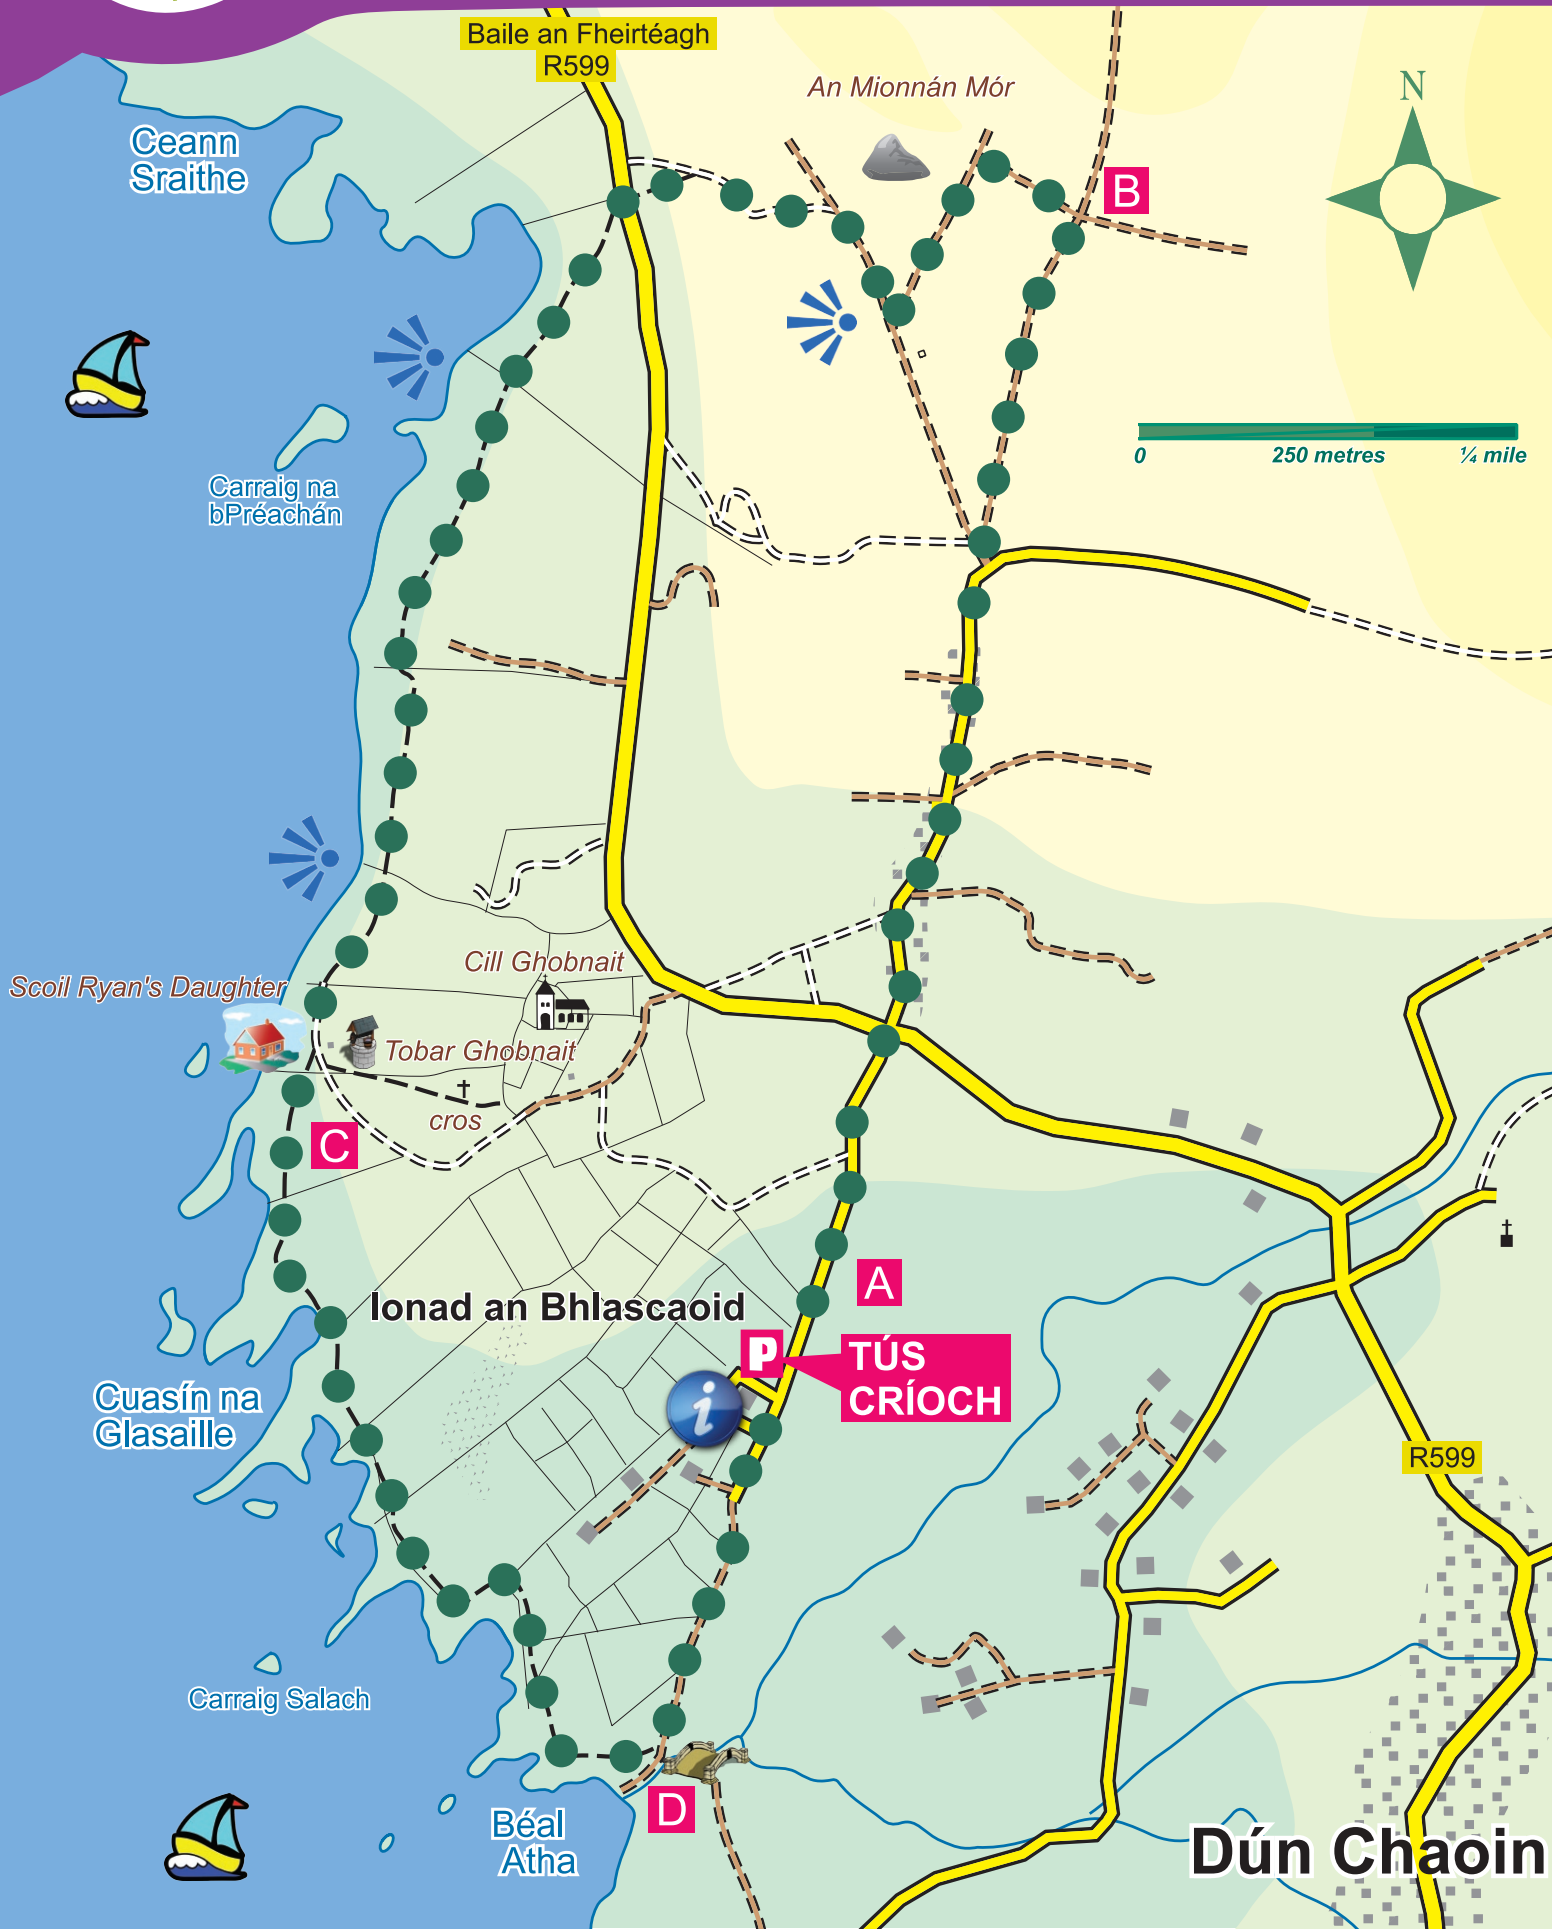 Baile an Fheirtéagh
R599
An Mionnán Mór
N
Ceann
Sraithe
B
0
250 metres
¼ mile
Carraig na
bPréachán
Cill Ghobnait
Scoil Ryan's Daughter
Tobar Ghobnait
cros
C
A
Ionad an Bhlascaoid
P
TÚS
CRÍOCH
i
Cuasín na
Glasaille
R599
Carraig Salach
D
Béal
Atha
Dún Chaoin